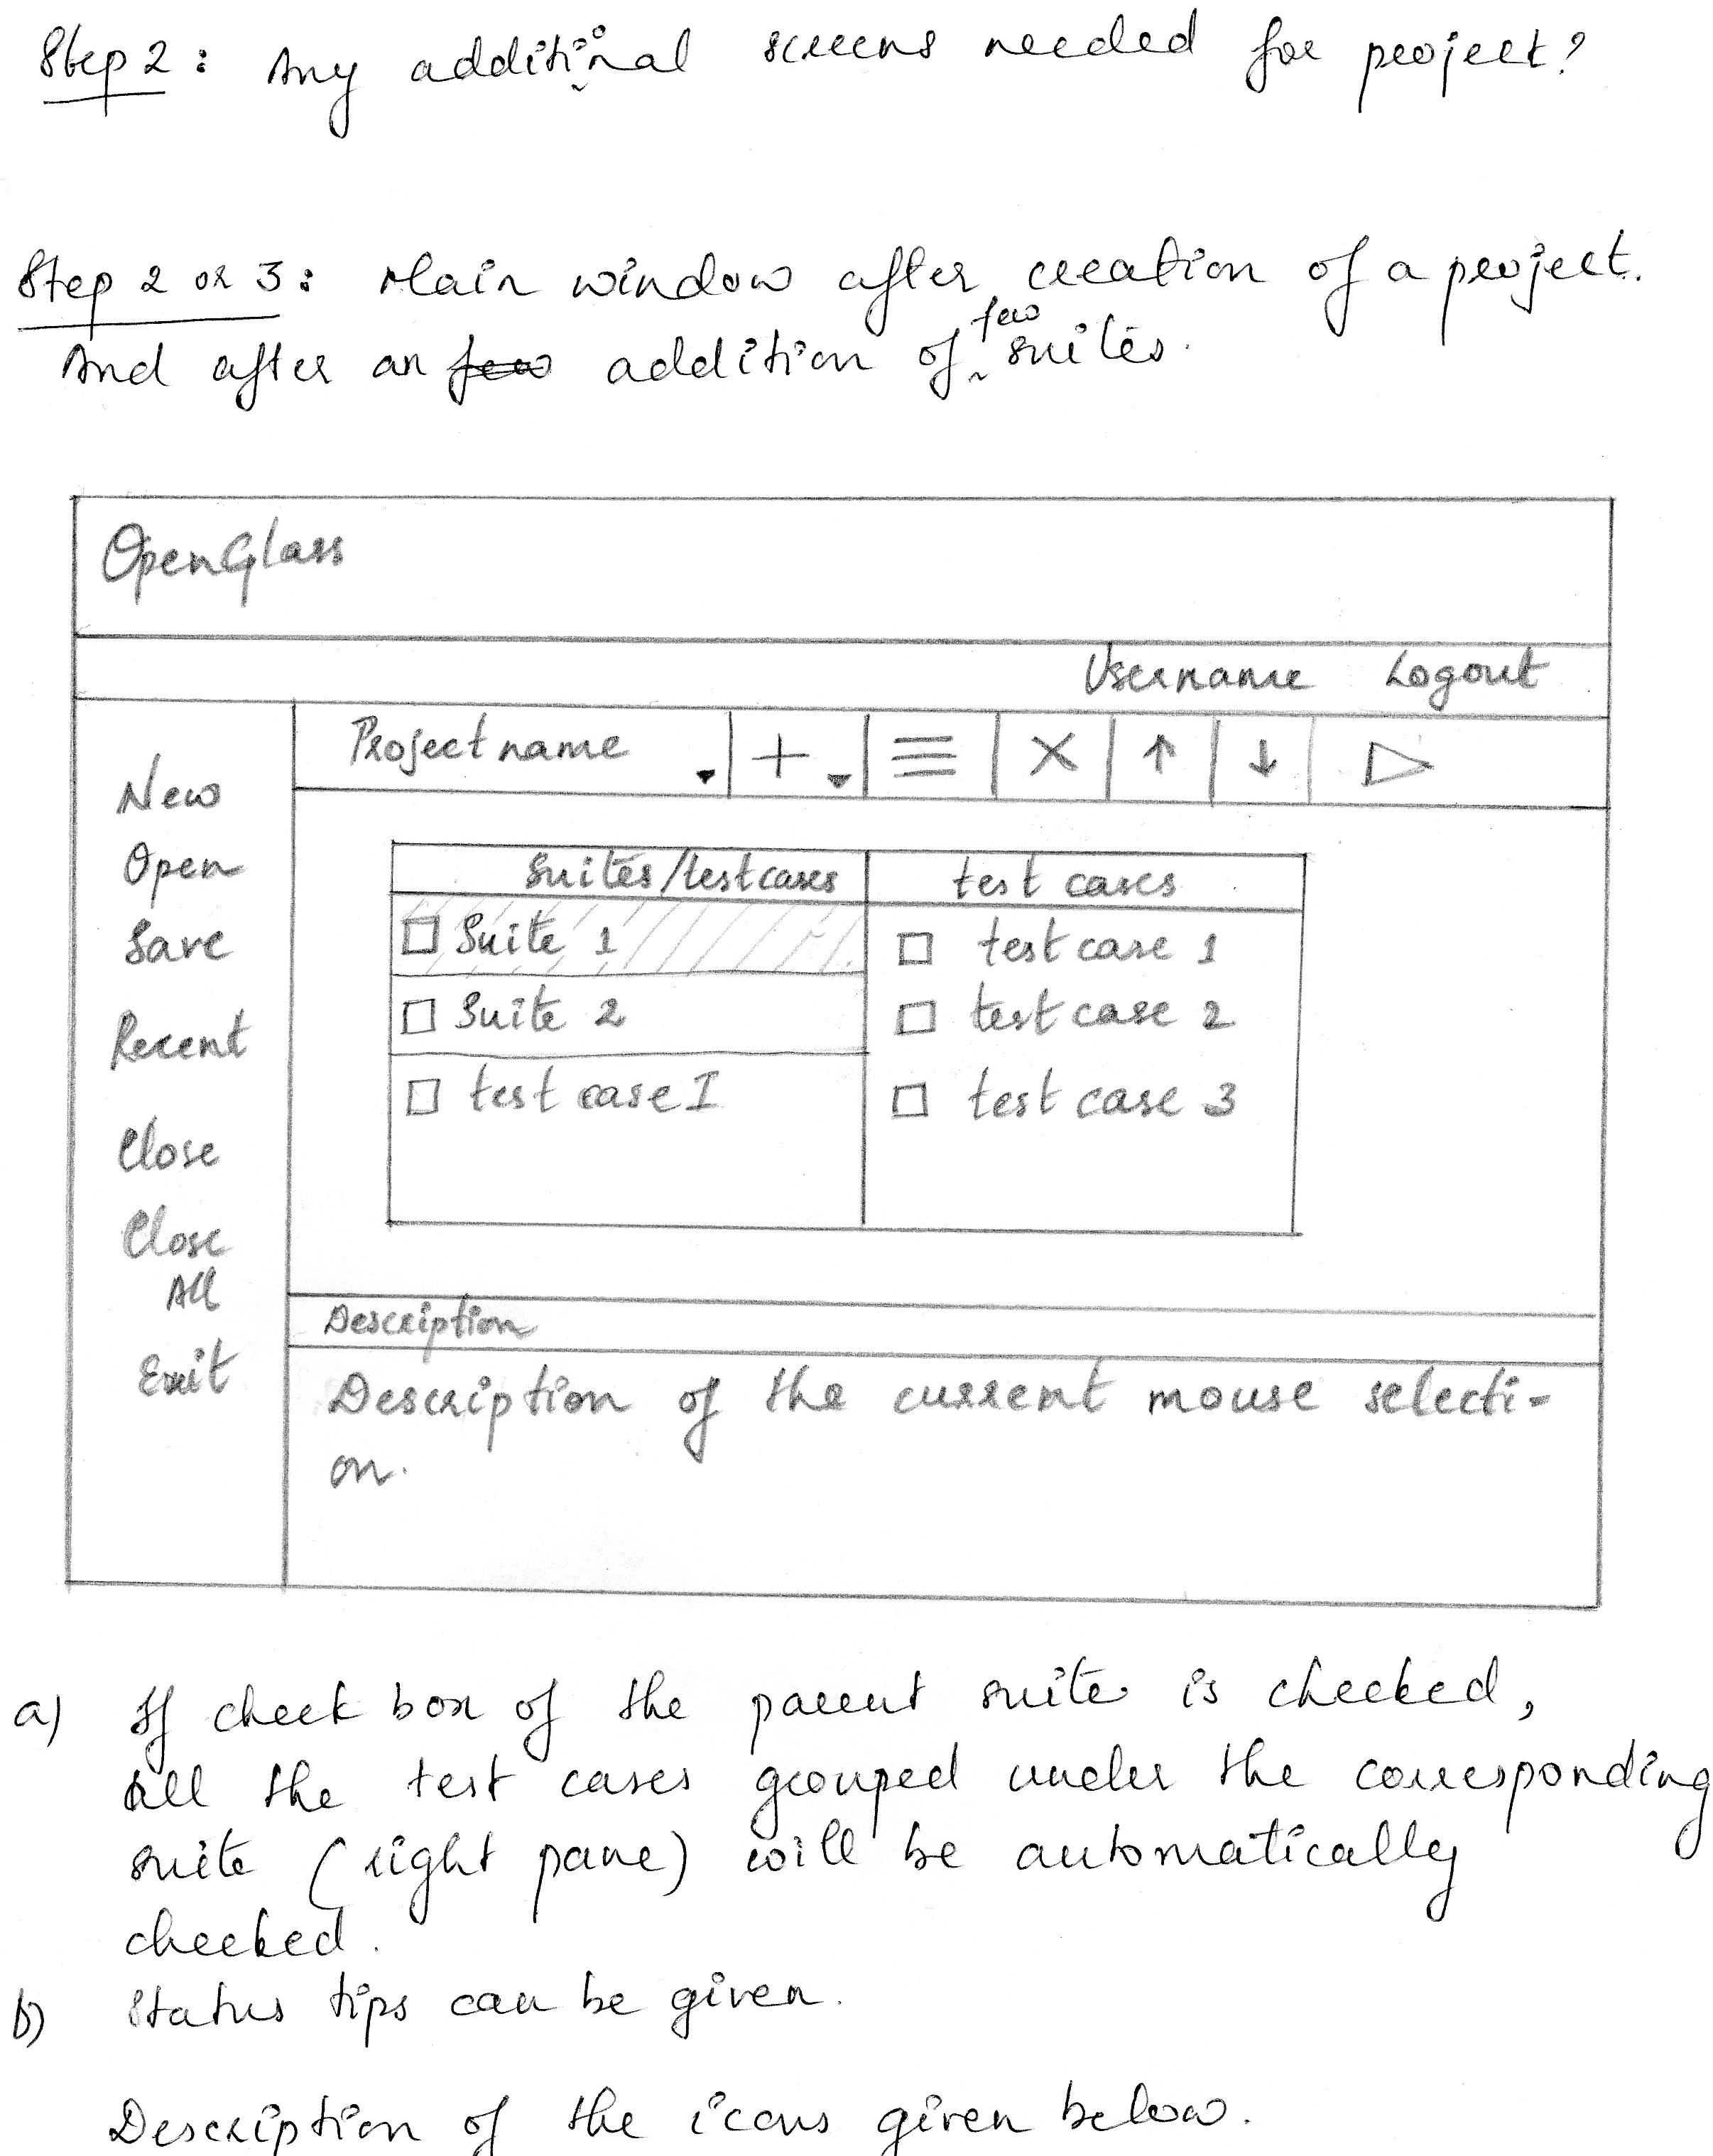 Step 2: Any additional screens needed for project?
Step 2 or 3: Main window after creation of a project.
And after an few addition of few suites.
OpenGlass
Username Logout
Project name + X ↑ ↓
New
Open
Save
Recent
Close
Close
All
Exit
Suites/testcases test cases
Suite 1 test case 1
Suite 2 test case 2
test case I test case 3
Description
Description of the current mouse selecti-
on.
a) If check box of the parent suite is checked,
all the test cases grouped under the corresponding
suite (right pane) will be automatically
checked.
b) Status tips can be given.
Description of the icons given below.